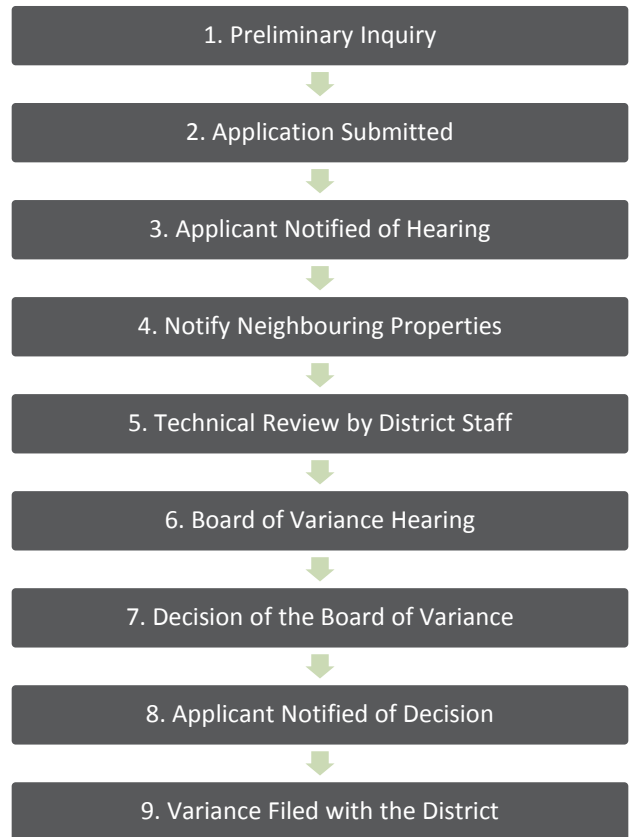 1. Preliminary Inquiry
2. Application Submitted
3. Applicant Notified of Hearing
4. Notify Neighbouring Properties
5. Technical Review by District Staff
6. Board of Variance Hearing
7. Decision of the Board of Variance
8. Applicant Notified of Decision
9. Variance Filed with the District